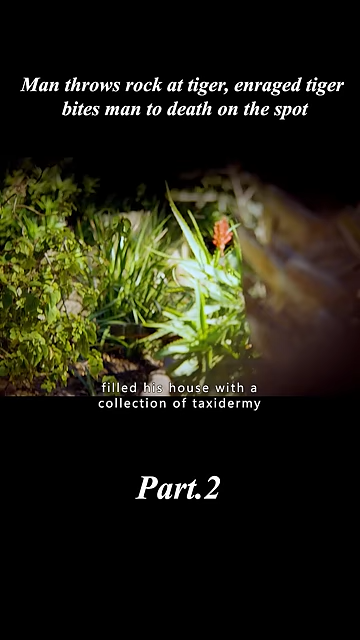 Man throws rock at tiger, enraged tiger
bites man to death on the spot
filled his house with a
collection of taxidermy
Part.2